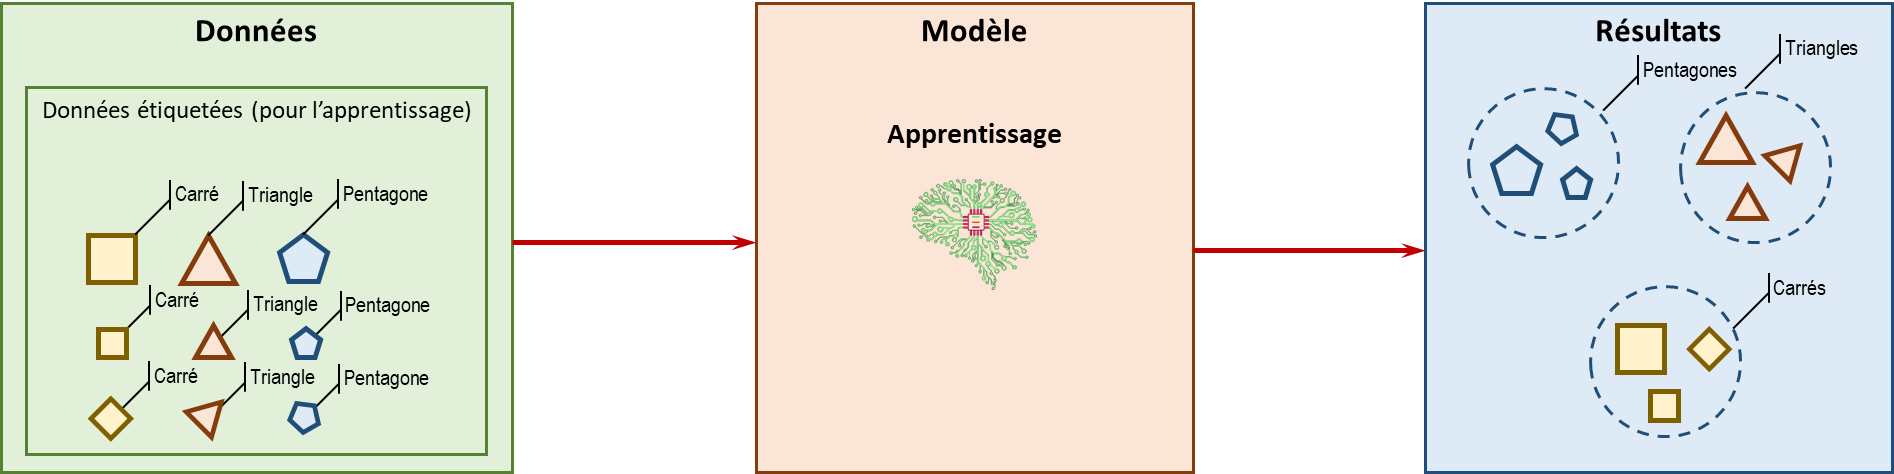 Données
Données étiquetées (pour l'apprentissage)
Carré
Triangle
Pentagone
Carré
Triangle
Pentagone
Carré
Triangle
Pentagone
Modèle
Apprentissage
Résultats
Triangles
Pentagones
Carrés